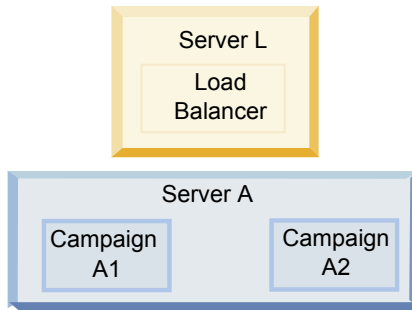 Server L
Load
Balancer
Server A
Campaign
A1
Campaign
A2